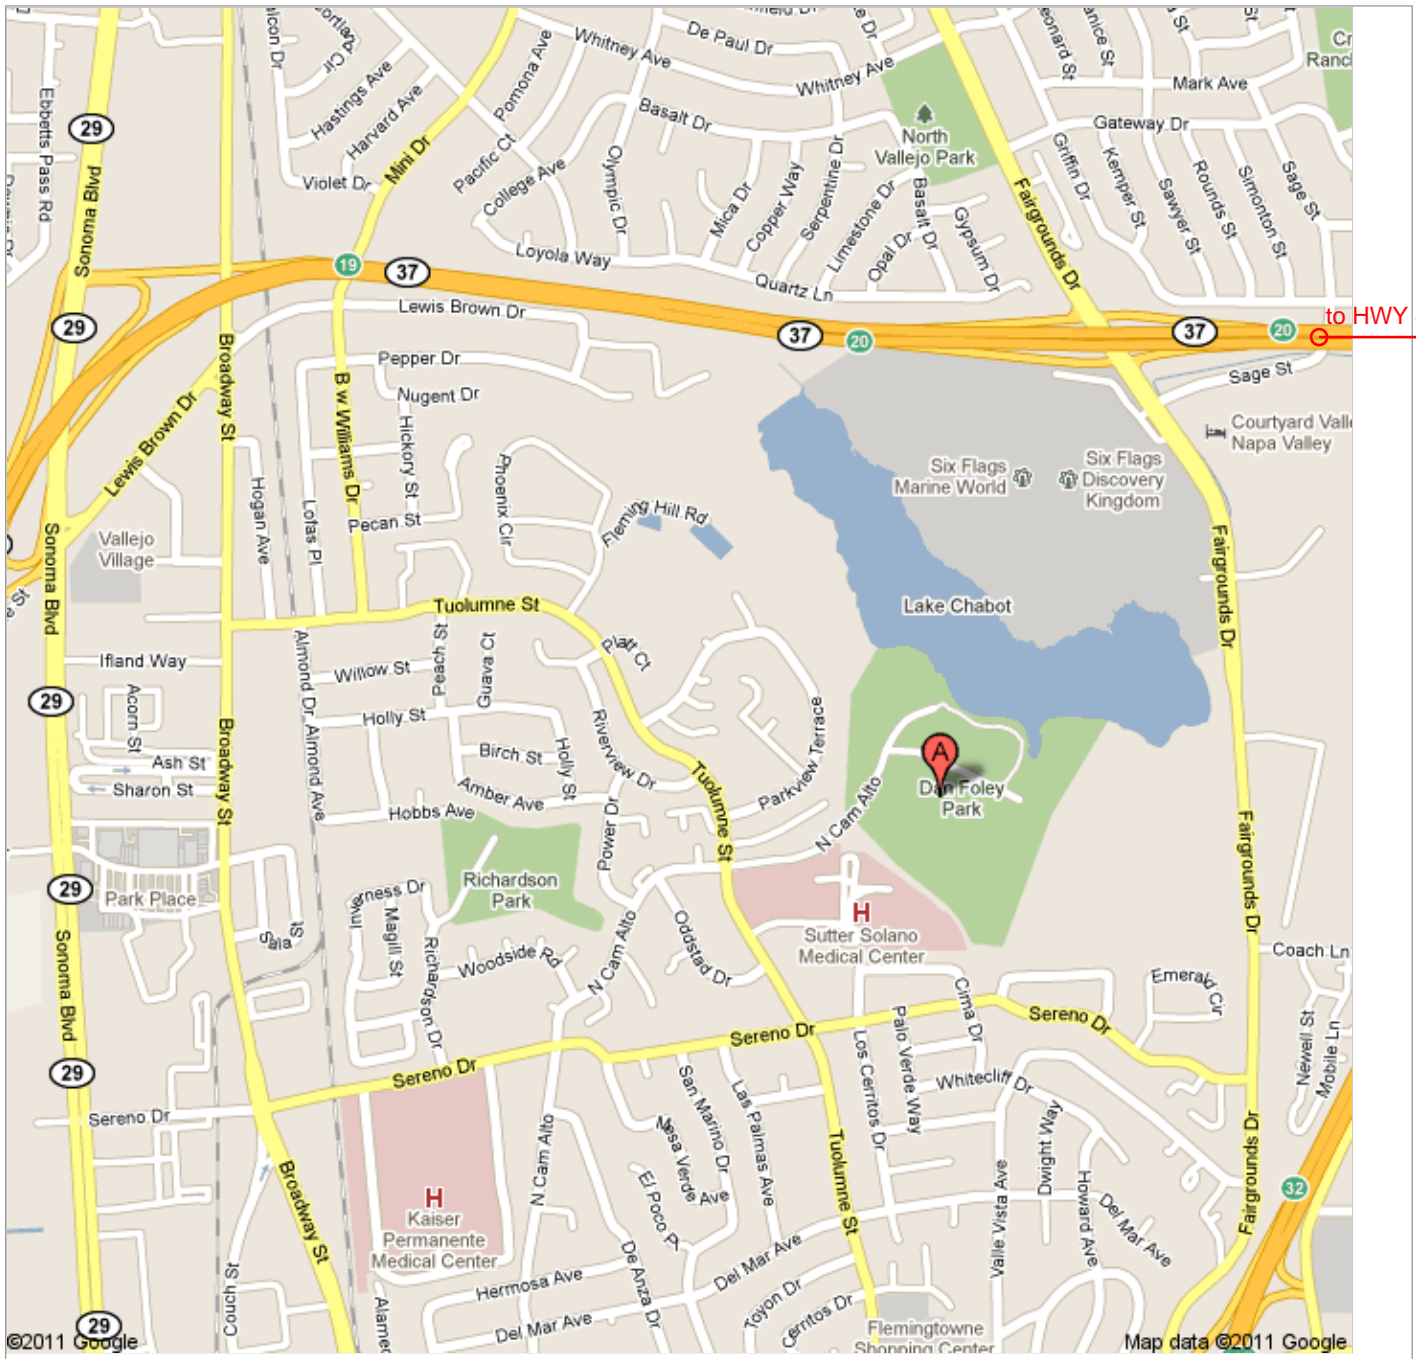 Whitney Ave
De Paul Dr
Whitney Ave
Mark Ave
Gateway Dr
Ebbetts Pass Rd
29
Sonoma Blvd
Hastings Ave
Harvard Ave
Violet Dr
Mini Dr
Pomona Ave
Pacific Ct
College Ave
Basalt Dr
Olympic Dr
Mica Dr
Copper Way
Serpentine Dr
Limestone Dr
Opal Dr
Basalt Dr
Gypsum Dr
North
Vallejo Park
Fairgrounds Dr
Griffin Dr
Kemper St
Sawyer St
Rounds St
Simonton St
Sage St
Loyola Way
Quartz Ln
19
37
29
Lewis Brown Dr
37
20
37
20
to HWY
Sage St
Broadway St
Pepper Dr
Nugent Dr
B w Williams Dr
Hickory St
Lewis Brown Dr
Courtyard Valle
Napa Valley
Six Flags
Marine World
Six Flags
Discovery
Kingdom
Hogan Ave
Lofas Pl
Pecan St
Phoenix Cir
Fleming Hill Rd
Vallejo
Village
Sonoma Blvd
Fairgrounds Dr
Lake Chabot
Tuolumne St
Ifland Way
Almond Dr
Almond Ave
Willow St
Peach St
Guava Ct
Platt Ct
29
Acorn St
Holly St
Birch St
Holly St
Riverview Dr
Parkview Terrace
Broadway St
Ash St
Sharon St
Amber Ave
Hobbs Ave
Tuolumne St
Power Dr
N Cam Alto
A
Dan Foley
Park
Fairgrounds Dr
29
Park Place
Richardson
Park
Magill St
Richardson Dr
Woodside Rd
N Cam Alto
Oddstad Dr
H
Sutter Solano
Medical Center
Coach Ln
Sonoma Blvd
Emerald Cir
Cima Dr
Palo Verde Way
Los Cerritos Dr
Sereno Dr
Sereno Dr
Sereno Dr
Newell St
Mobile Ln
29
Sereno Dr
Whitecliff Dr
San Marino Dr
Las Palmas Ave
Mesa Verde Ave
El Poco Pl
N Cam Alto
Dwight Way
Valle Vista Ave
Howard Ave
Del Mar Ave
Fairgrounds Dr
32
Tuolumne St
Broadway St
H
Kaiser
Permanente
Medical Center
Conch St
Hermosa Ave
De Anza Dr
Del Mar Ave
Toyon Dr
Cerritos Dr
Del Mar Ave
29
Flemingtowne
Shopping Center
©2011 Google
Map data ©2011 Google